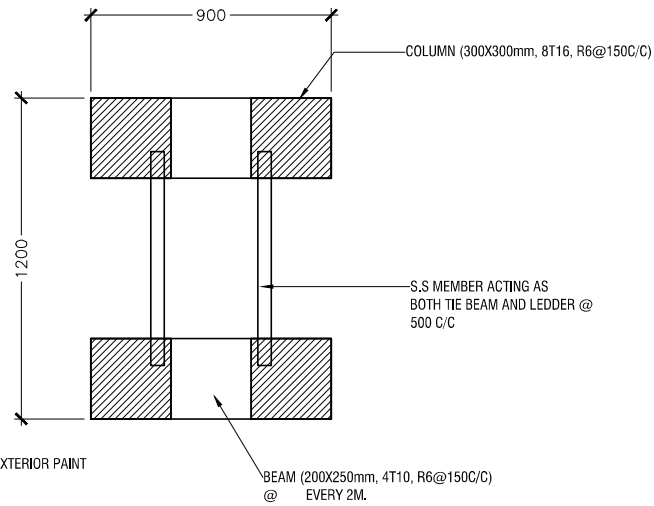 900
COLUMN (300X300mm, 8T16, R6@150C/C)
1200
S.S MEMBER ACTING AS
BOTH TIE BEAM AND LEDDER @
500 C/C
XTERIOR PAINT
BEAM (200X250mm, 4T10, R6@150C/C)
@ EVERY 2M.